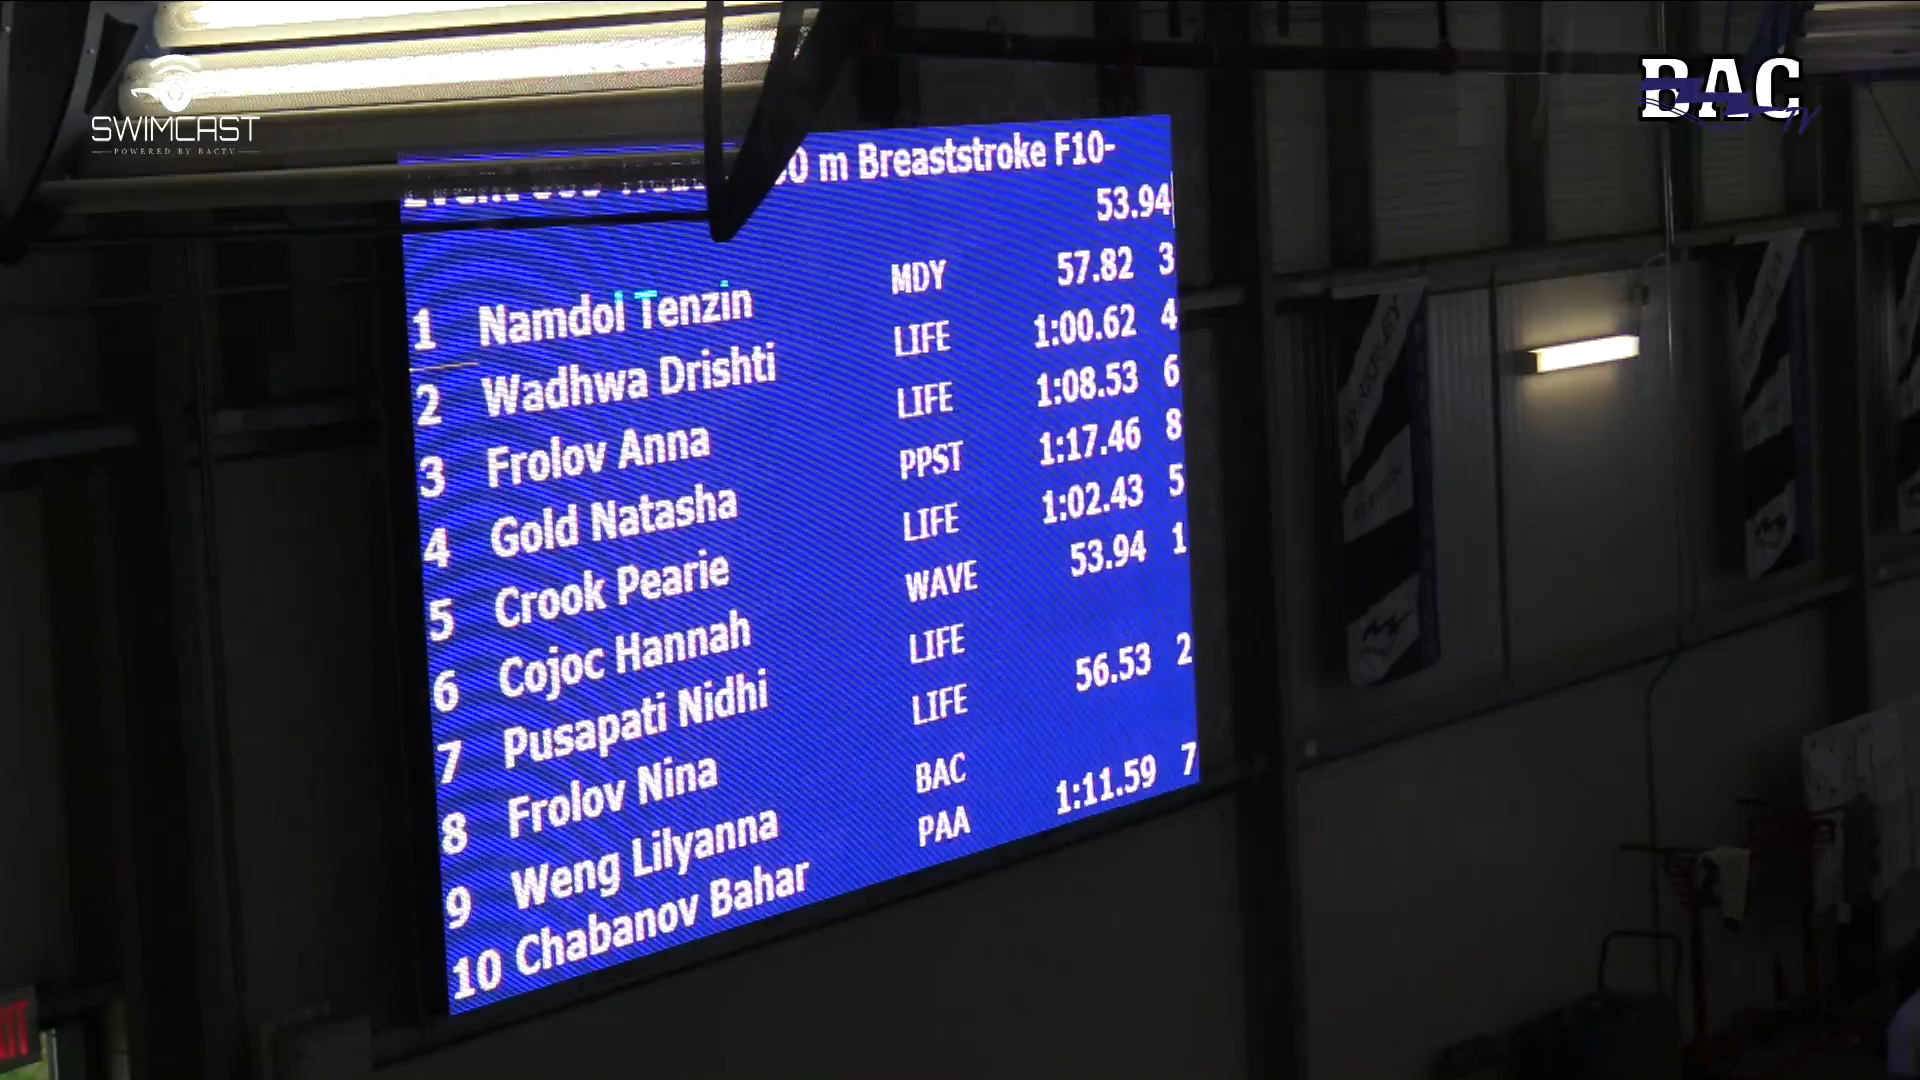 SWIMCAST
POWERED BY BACTV
BAC TV
0 m Breaststroke F10-
53.94
1 Namdol Tenzin MDY 57.82 3
2 Wadhwa Drishti LIFE 1:00.62 4
3 Frolov Anna LIFE 1:08.53 6
4 Gold Natasha PPST 1:17.46 8
5 Crook Pearie LIFE 1:02.43 5
6 Cojoc Hannah WAVE 53.94 1
7 Pusapati Nidhi LIFE
8 Frolov Nina LIFE 56.53 2
9 Weng Lilyanna BAC
10 Chabanov Bahar PAA 1:11.59 7